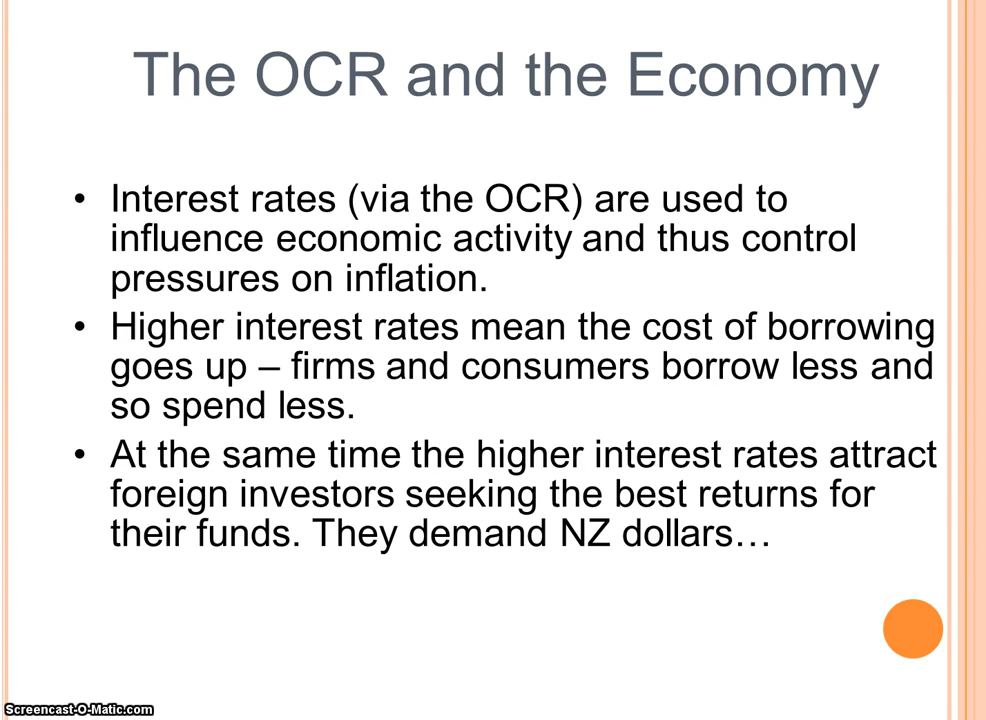 The OCR and the Economy
• Interest rates (via the OCR) are used to
influence economic activity and thus control
pressures on inflation.
• Higher interest rates mean the cost of borrowing
goes up – firms and consumers borrow less and
so spend less.
• At the same time the higher interest rates attract
foreign investors seeking the best returns for
their funds. They demand NZ dollars…
Screencast-O-Matic.com